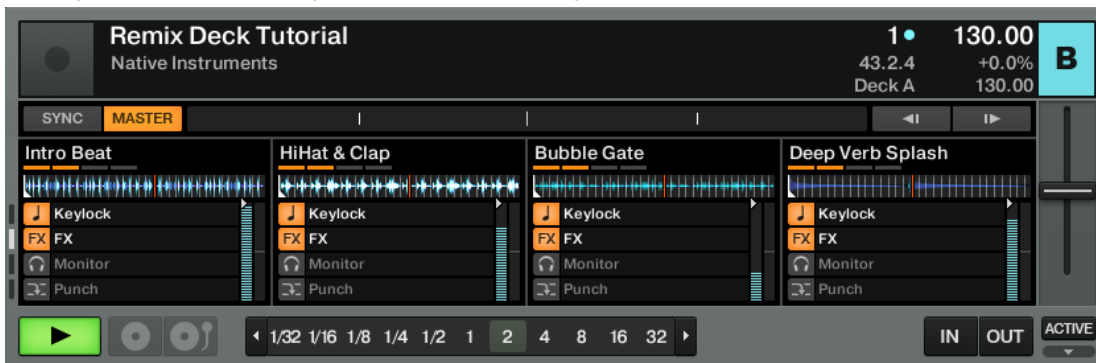 Remix Deck Tutorial
Native Instruments
1
43.2.4
Deck A
130.00
+0.0%
130.00
B
SYNC MASTER
Intro Beat
HiHat & Clap
Bubble Gate
Deep Verb Splash
Keylock
FX FX
Monitor
Punch
Keylock
FX FX
Monitor
Punch
Keylock
FX FX
Monitor
Punch
Keylock
FX FX
Monitor
Punch
1/32 1/16 1/8 1/4 1/2 1 2 4 8 16 32
IN OUT
ACTIVE